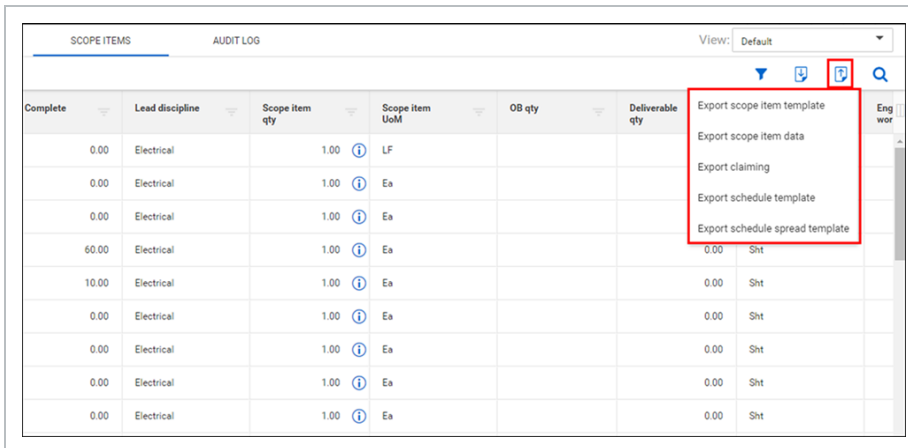 SCOPE ITEMS AUDIT LOG View: Default
Complete Lead discipline Scope item qty Scope item UoM OB qty Deliverable qty Eng wor
Export scope item template
Export scope item data
Export claiming
Export schedule template
Export schedule spread template
0.00 Electrical 1.00 LF
0.00 Electrical 1.00 Ea
0.00 Electrical 1.00 Ea
60.00 Electrical 1.00 Ea 0.00 Sht
10.00 Electrical 1.00 Ea 0.00 Sht
0.00 Electrical 1.00 Ea 0.00 Sht
0.00 Electrical 1.00 Ea 0.00 Sht
0.00 Electrical 1.00 Ea 0.00 Sht
0.00 Electrical 1.00 Ea 0.00 Sht